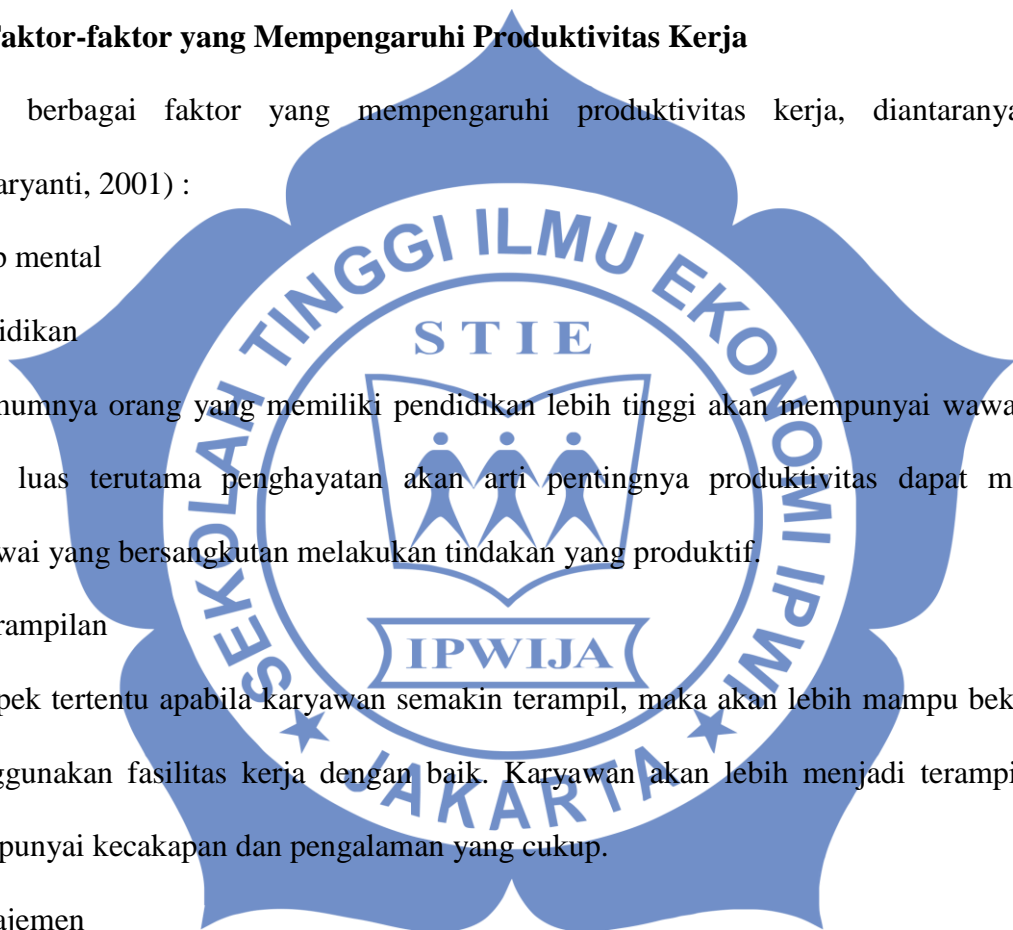 Faktor-faktor yang Mempengaruhi Produktivitas Kerja
berbagai faktor yang mempengaruhi produktivitas kerja, diantaranya
aryanti, 2001) :
p mental
idikan
numnya orang yang memiliki pendidikan lebih tinggi akan mempunyai wawa
luas terutama penghayatan akan arti pentingnya produktivitas dapat m
wai yang bersangkutan melakukan tindakan yang produktif.
rampilan
pek tertentu apabila karyawan semakin terampil, maka akan lebih mampu bek
ggunakan fasilitas kerja dengan baik. Karyawan akan lebih menjadi terampi
punyai kecakapan dan pengalaman yang cukup.
ajemen
SEKOLAH TINGGI ILMU EKONOMI IPWI
JAKARTA
STIE
IPWIJA